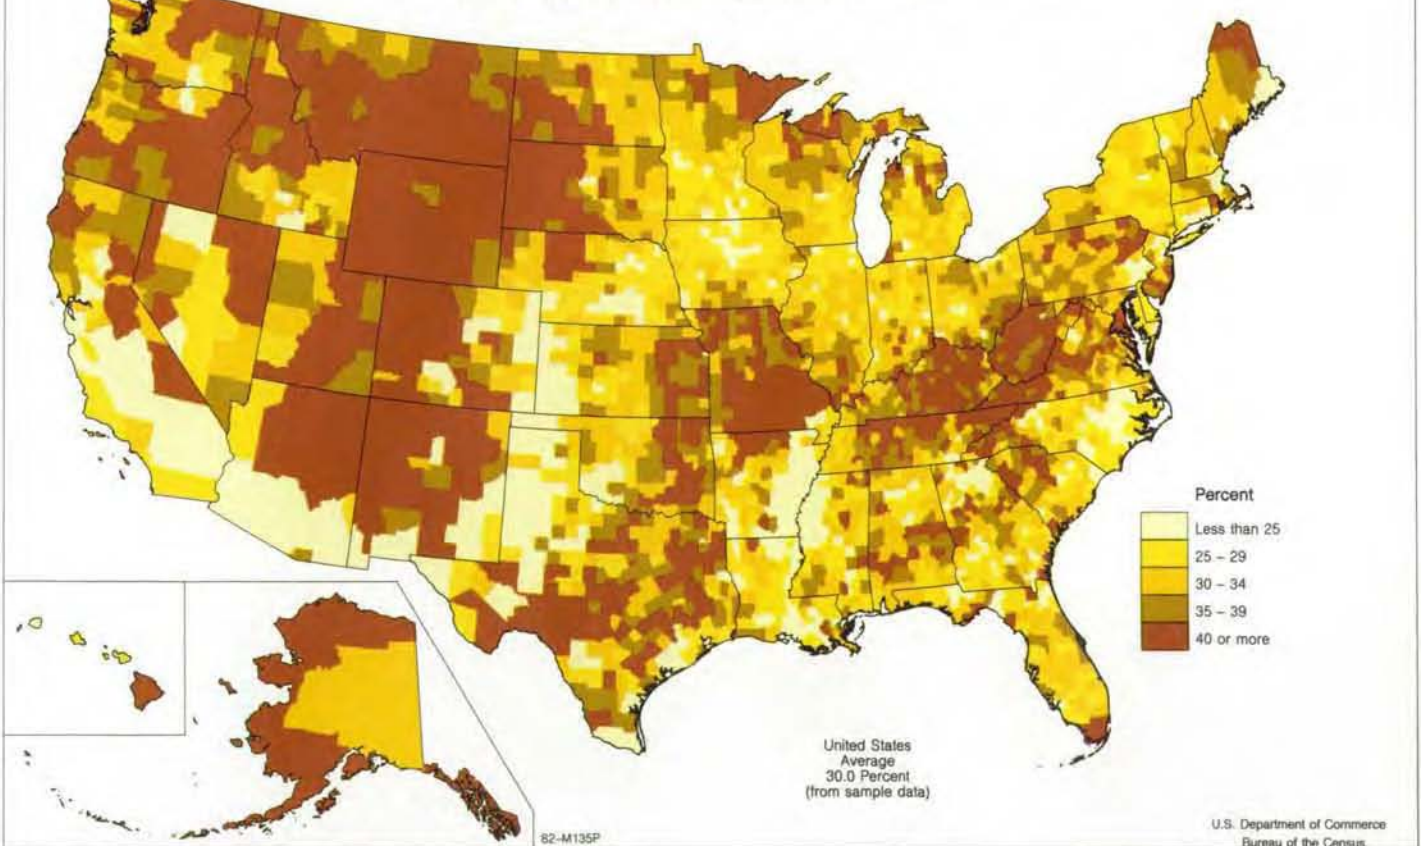 Percent
Less than 25
25 – 29
30 – 34
35 – 39
40 or more
United States
Average
30.0 Percent
(from sample data)
82-M135P
U.S. Department of Commerce
Bureau of the Census